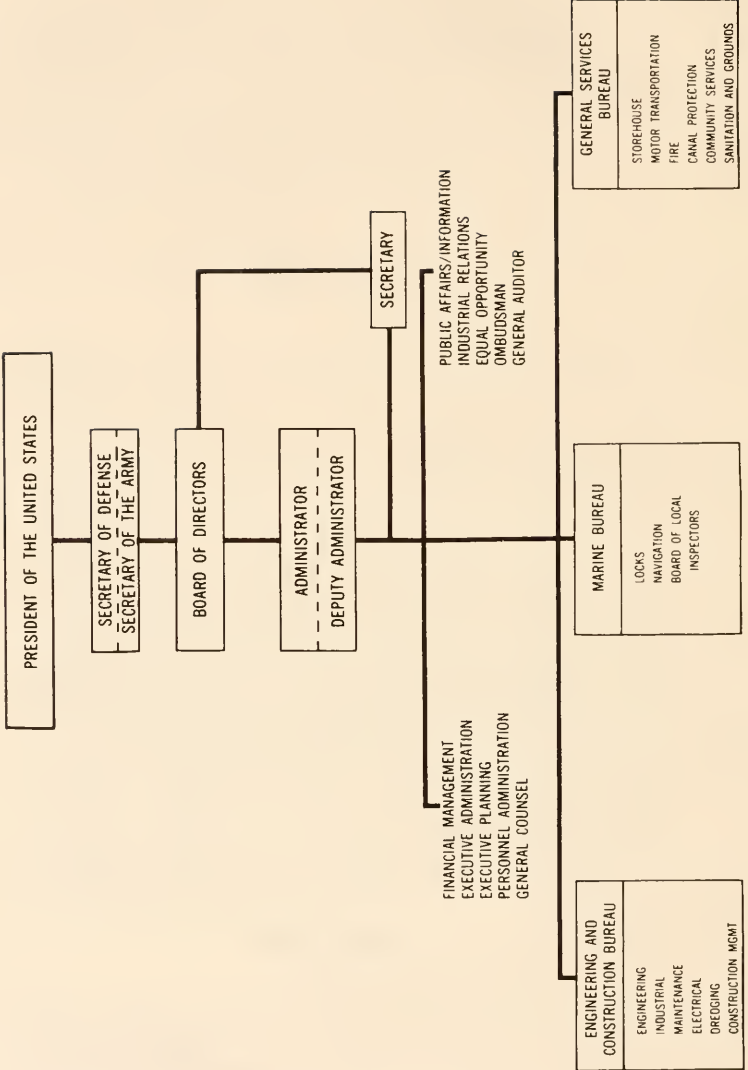 PRESIDENT OF THE UNITED STATES
SECRETARY OF DEFENSE
SECRETARY OF THE ARMY
BOARD OF DIRECTORS
ADMINISTRATOR
DEPUTY ADMINISTRATOR
SECRETARY
FINANCIAL MANAGEMENT
EXECUTIVE ADMINISTRATION
EXECUTIVE PLANNING
PERSONNEL ADMINISTRATION
GENERAL COUNSEL
PUBLIC AFFAIRS/INFORMATION
INDUSTRIAL RELATIONS
EQUAL OPPORTUNITY
OMBUDSMAN
GENERAL AUDITOR
ENGINEERING AND
CONSTRUCTION BUREAU
ENGINEERING
INDUSTRIAL
MAINTENANCE
ELECTRICAL
DREDGING
CONSTRUCTION MGMT
MARINE BUREAU
LOCKS
NAVIGATION
BOARD OF LOCAL
INSPECTORS
GENERAL SERVICES
BUREAU
STOREHOUSE
MOTOR TRANSPORTATION
FIRE
CANAL PROTECTION
COMMUNITY SERVICES
SANITATION AND GROUNDS